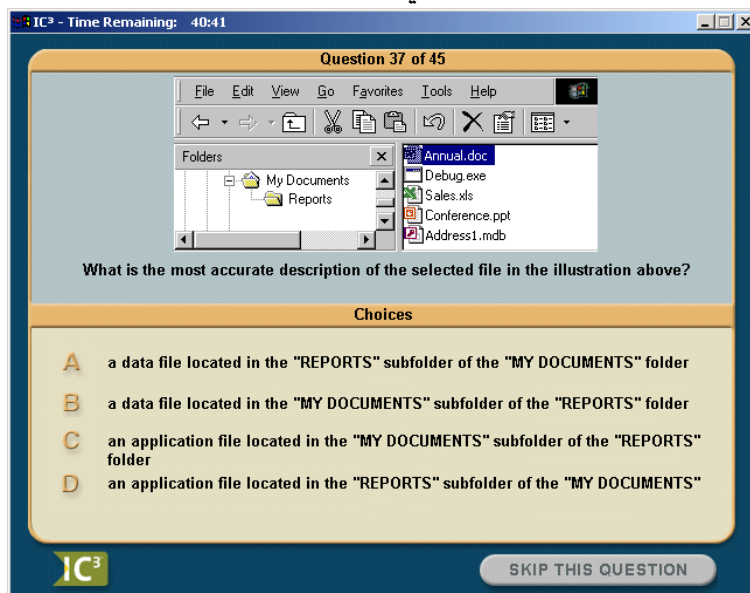 IC³ - Time Remaining: 40:41
Question 37 of 45
File Edit View Go Favorites Tools Help
Folders
My Documents
Reports
Annual.doc
Debug.exe
Sales.xls
Conference.ppt
Address1.mdb
What is the most accurate description of the selected file in the illustration above?
Choices
A a data file located in the "REPORTS" subfolder of the "MY DOCUMENTS" folder
B a data file located in the "MY DOCUMENTS" subfolder of the "REPORTS" folder
C an application file located in the "MY DOCUMENTS" subfolder of the "REPORTS"
folder
D an application file located in the "REPORTS" subfolder of the "MY DOCUMENTS"
IC³
SKIP THIS QUESTION